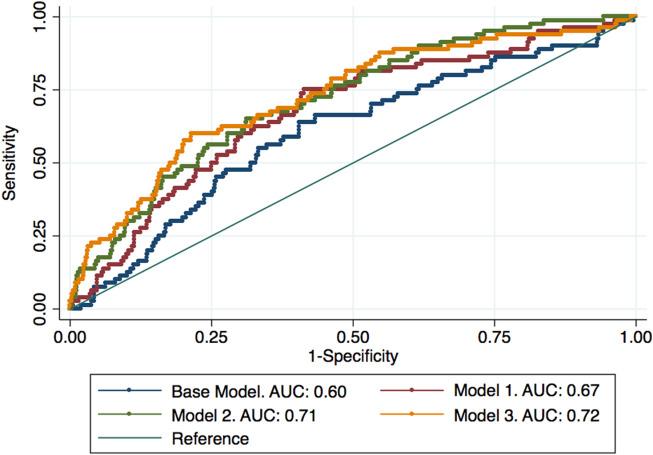 1.00
0.75
0.50
0.25
0.00
Sensitivity
0.00 0.25 0.50 0.75 1.00
1-Specificity
Base Model. AUC: 0.60 Model 1. AUC: 0.67
Model 2. AUC: 0.71 Model 3. AUC: 0.72
Reference